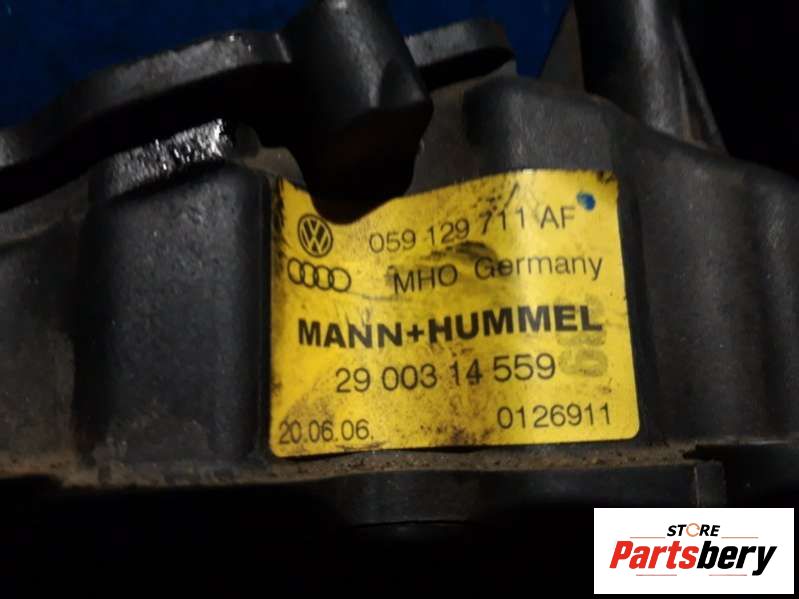 059 129 711 AF
MHO Germany
MANN+HUMMEL
29 003 14 559
20.06.06.
0126911
STORE
Partsbery